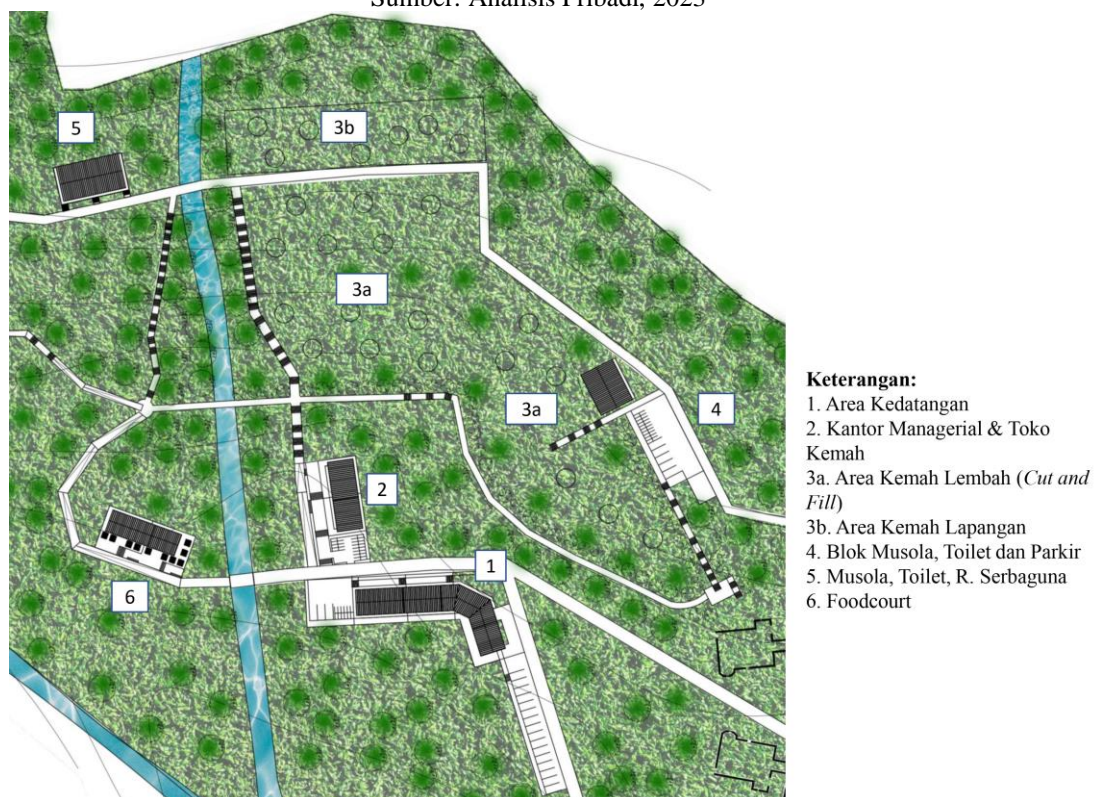 Sumber: Analisis Pribadi, 2023
5
3b
3a
3a
4
2
1
6
Keterangan:
1. Area Kedatangan
2. Kantor Managerial & Toko
Kemah
3a. Area Kemah Lembah (Cut and
Fill)
3b. Area Kemah Lapangan
4. Blok Musola, Toilet dan Parkir
5. Musola, Toilet, R. Serbaguna
6. Foodcourt